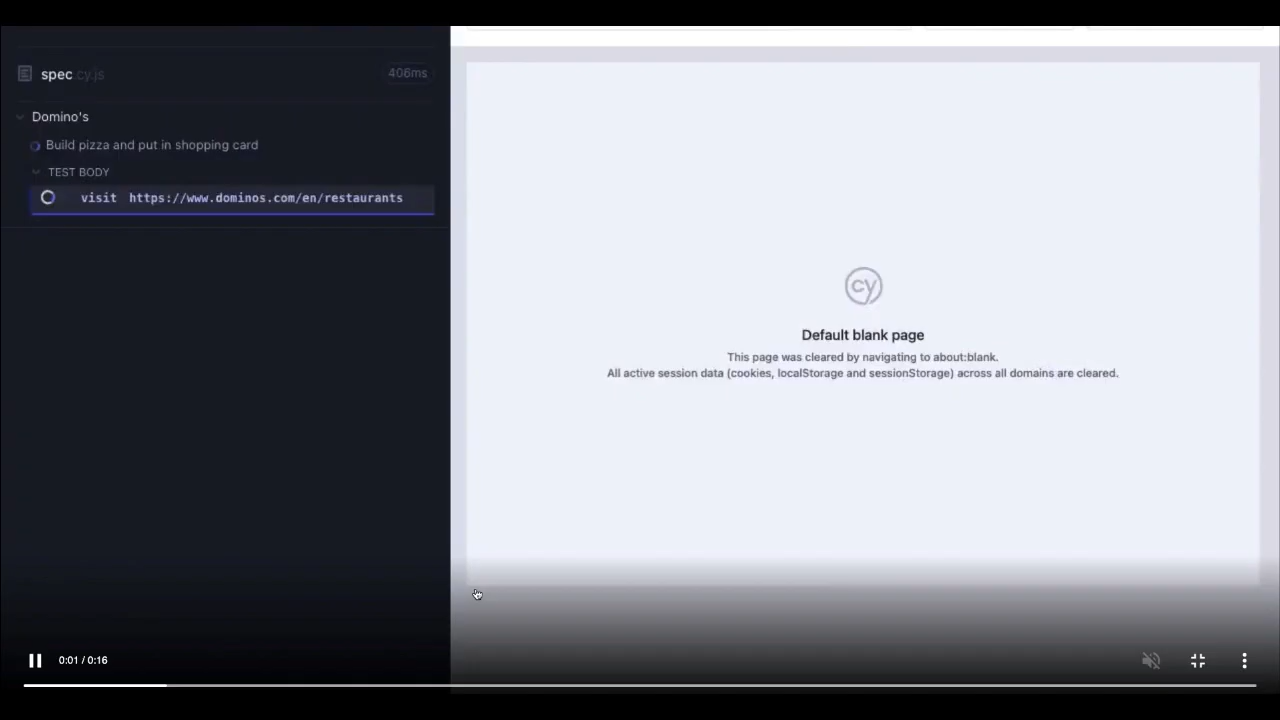 spec.cy.js 406ms
Domino's
Build pizza and put in shopping card
TEST BODY
visit https://www.dominos.com/en/restaurants
cy
Default blank page
This page was cleared by navigating to about:blank.
All active session data (cookies, localStorage and sessionStorage) across all domains are cleared.
0:01 / 0:16